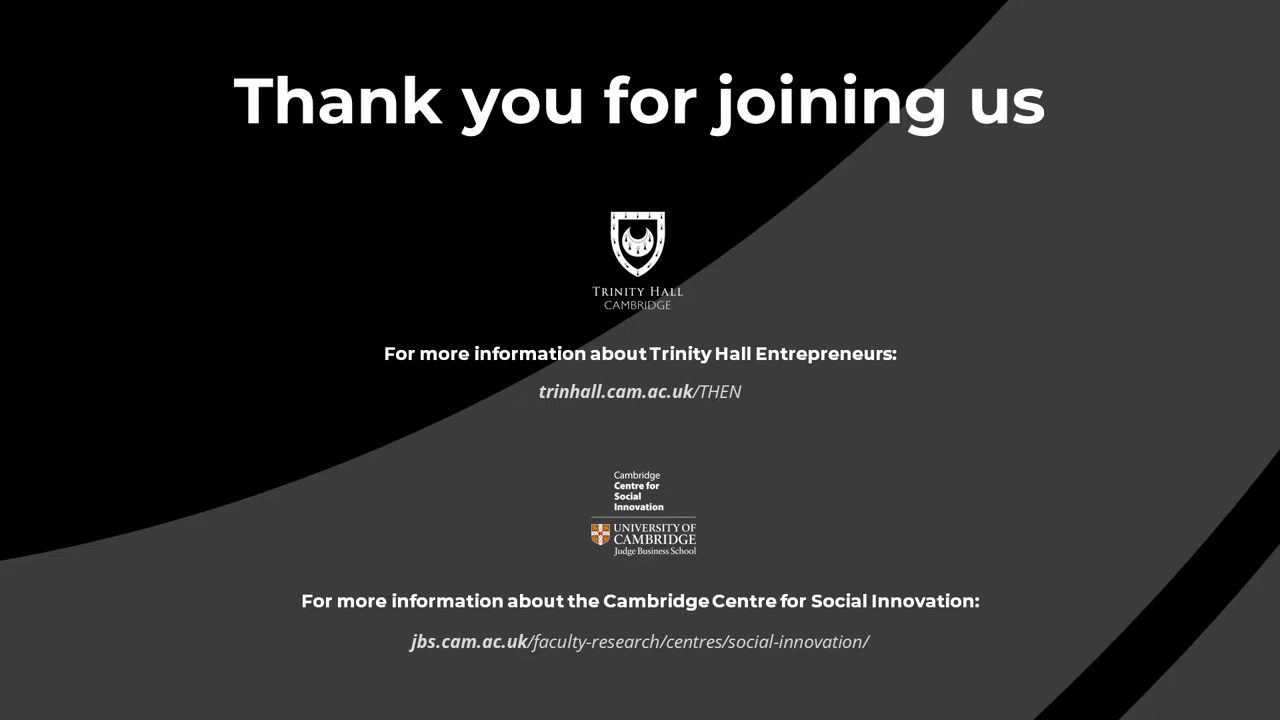 Thank you for joining us
TRINITY HALL
CAMBRIDGE
For more information about Trinity Hall Entrepreneurs:
trinhall.cam.ac.uk/THEN
Cambridge
Centre for
Social
Innovation
UNIVERSITY OF
CAMBRIDGE
Judge Business School
For more information about the Cambridge Centre for Social Innovation:
jbs.cam.ac.uk/faculty-research/centres/social-innovation/